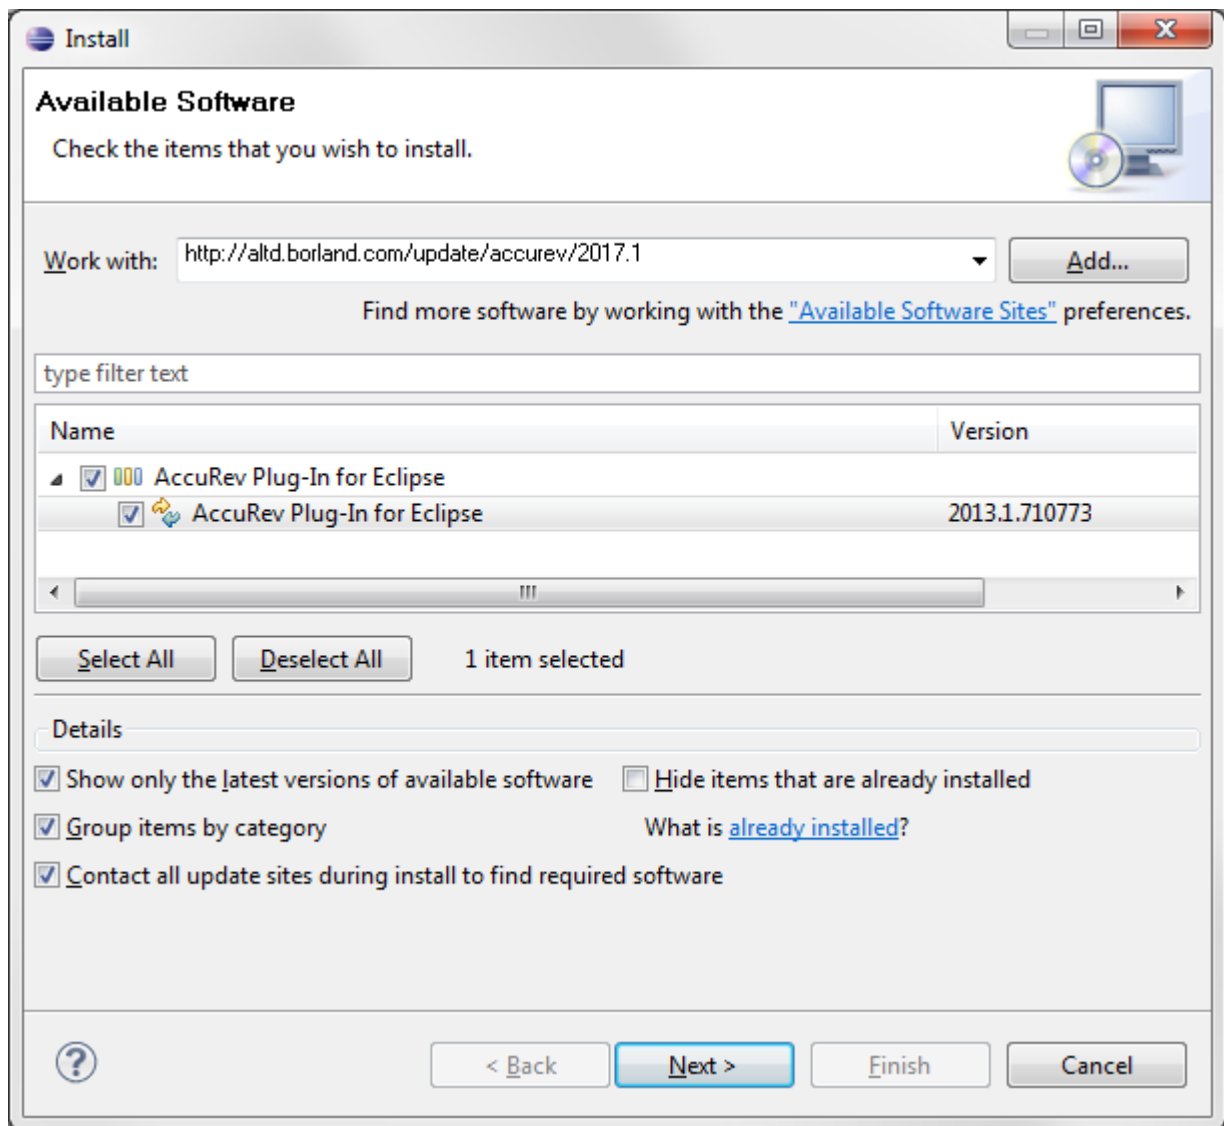 Install
Available Software
Check the items that you wish to install.
Work with: http://altd.borland.com/update/accurev/2017.1 Add...
Find more software by working with the "Available Software Sites" preferences.
type filter text
Name Version
AccuRev Plug-In for Eclipse
AccuRev Plug-In for Eclipse 2013.1.710773
Select All Deselect All 1 item selected
Details
Show only the latest versions of available software Hide items that are already installed
Group items by category What is already installed?
Contact all update sites during install to find required software
? < Back Next > Finish Cancel